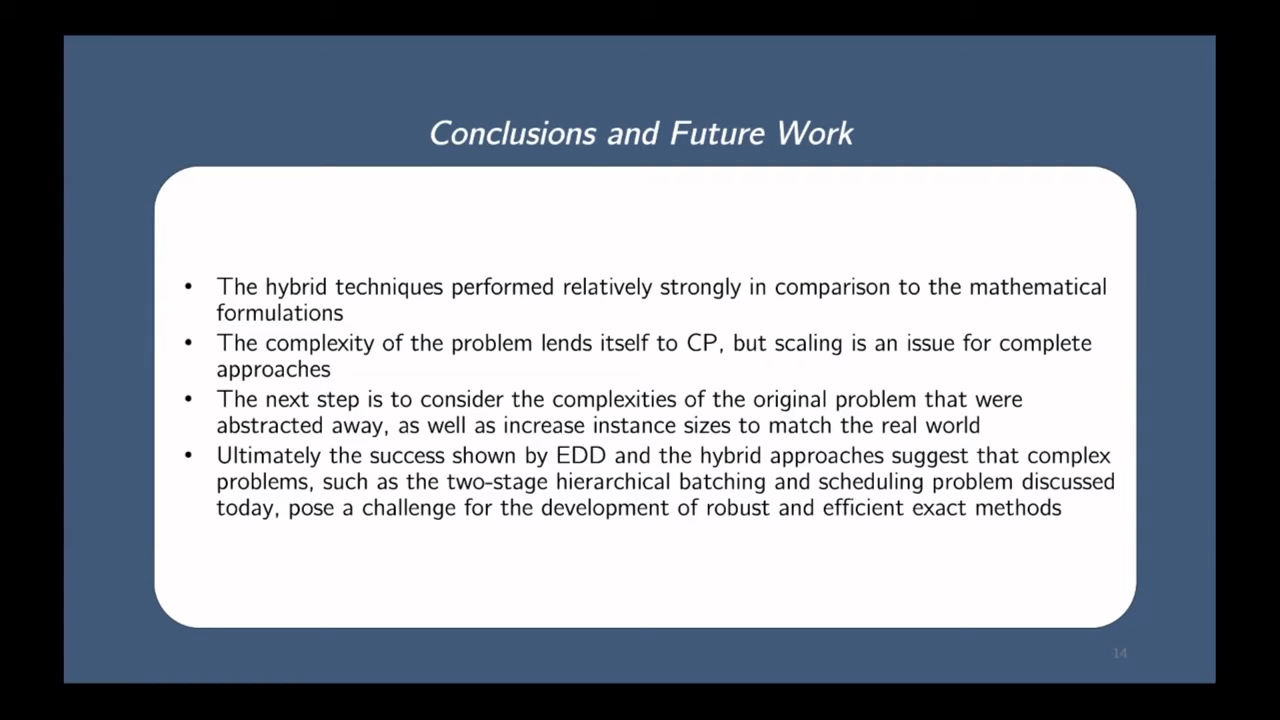 Conclusions and Future Work
• The hybrid techniques performed relatively strongly in comparison to the mathematical
formulations
• The complexity of the problem lends itself to CP, but scaling is an issue for complete
approaches
• The next step is to consider the complexities of the original problem that were
abstracted away, as well as increase instance sizes to match the real world
• Ultimately the success shown by EDD and the hybrid approaches suggest that complex
problems, such as the two-stage hierarchical batching and scheduling problem discussed
today, pose a challenge for the development of robust and efficient exact methods
14